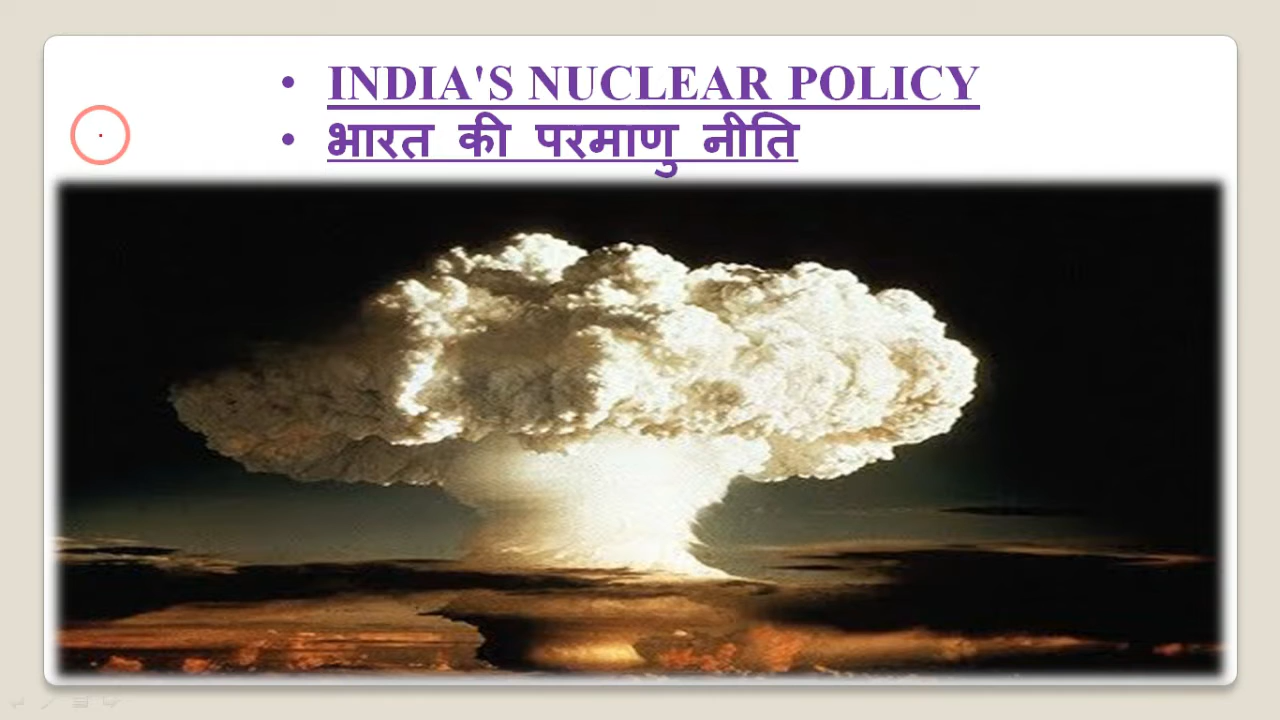 • INDIA'S NUCLEAR POLICY
• भारत की परमाणु नीति